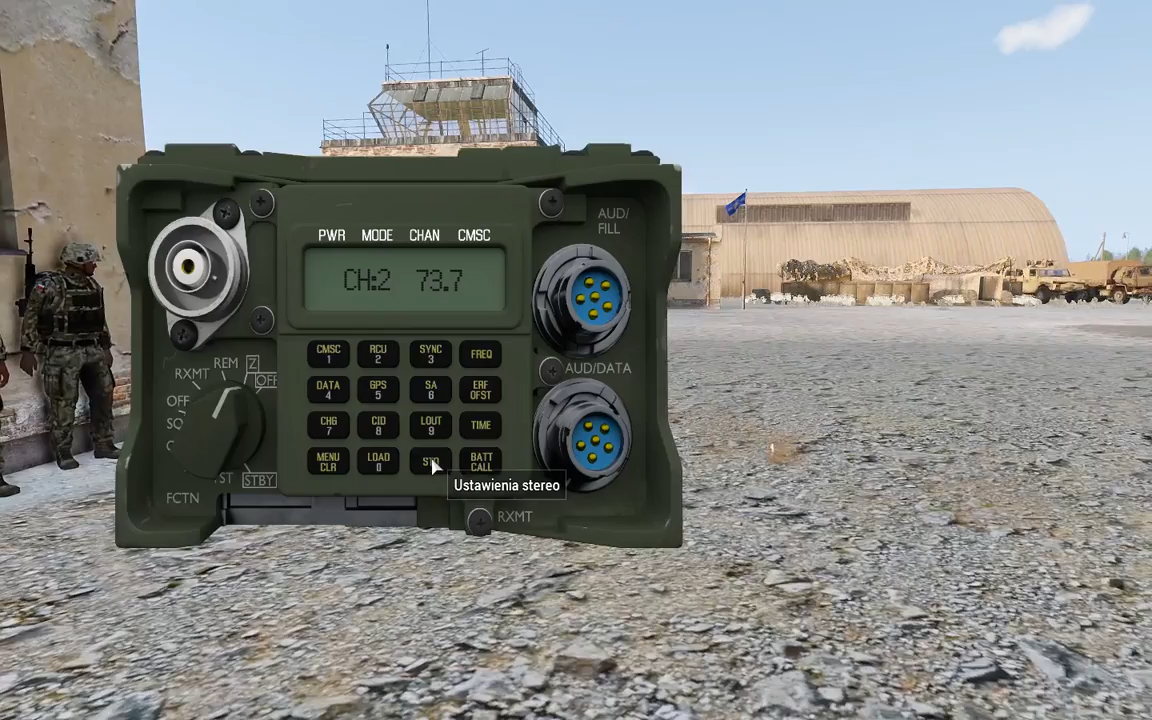 AUD/
FILL
PWR MODE CHAN CMSC
CH:2 73.7
CMSC
1
RCU
2
SYNC
3
FREQ
DATA
4
GPS
5
SA
6
ERF
OFST
CHG
7
CID
8
LOUT
9
TIME
MENU
CLR
LOAD
0
BATT
CALL
AUD/DATA
REM
Z
RXMT
OFF
OFF
STBY
FCTN
Ustawienia stereo
RXMT